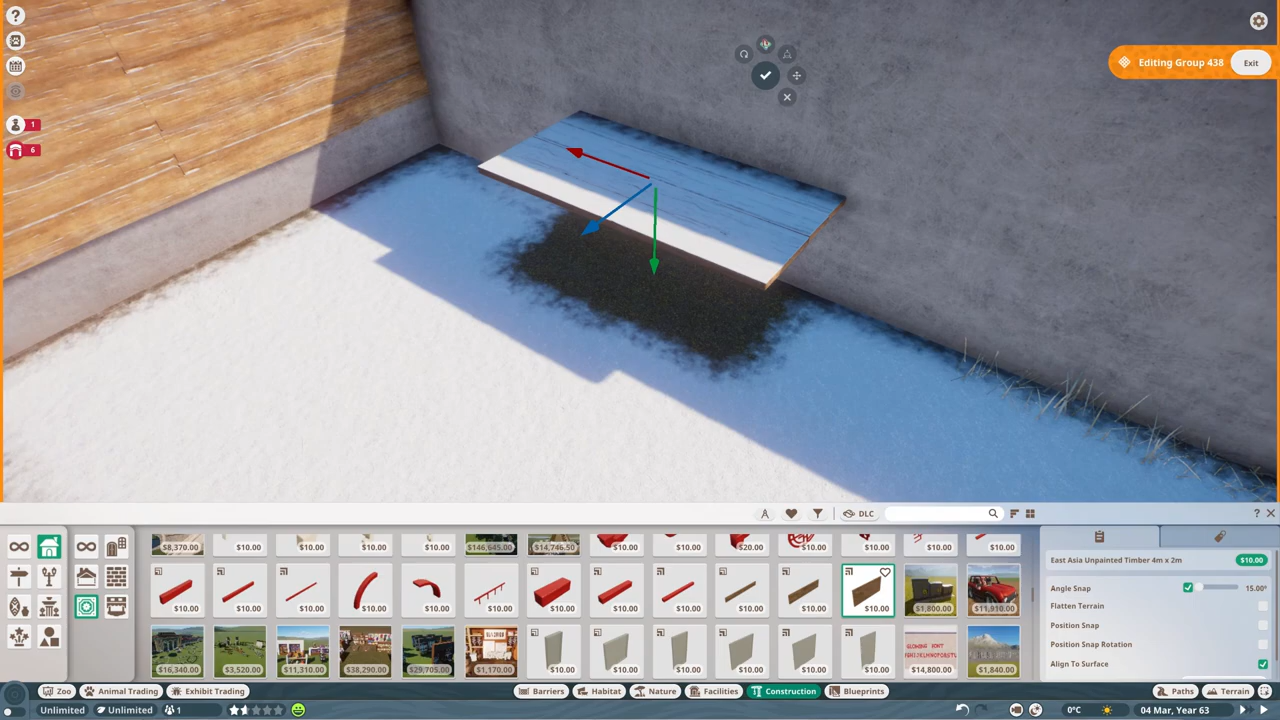 ?
Editing Group 438
Exit
1
6
DLC
? ×
$8,370.00 $10.00 $10.00 $10.00 $10.00 $146,645.00 $14,746.50 $10.00 $10.00 $20.00 $10.00 $10.00 $10.00 $10.00
East Asia Unpainted Timber 4m x 2m $10.00
$10.00 $10.00 $10.00 $10.00 $10.00 $10.00 $10.00 $10.00 $10.00 $10.00 $10.00 $10.00 $1,800.00 $11,910.00
Angle Snap 15.00°
Flatten Terrain
Position Snap
Position Snap Rotation
Align To Surface
$16,340.00 $3,520.00 $11,310.00 $38,290.00 $29,705.00 $1,170.00 $10.00 $10.00 $10.00 $10.00 $10.00 $10.00 $14,800.00 $1,840.00
Zoo Animal Trading Exhibit Trading Barriers Habitat Nature Facilities Construction Blueprints Paths Terrain
Unlimited Unlimited 1 0°C 04 Mar, Year 63